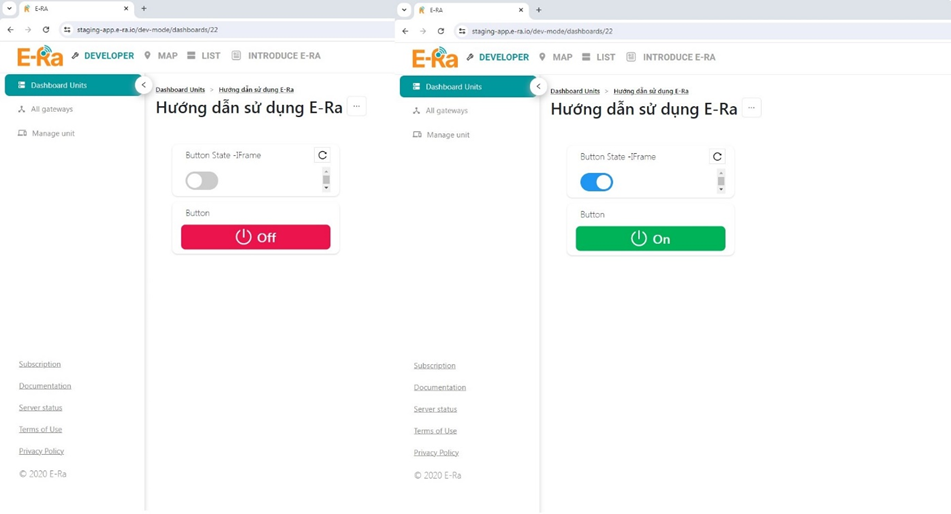 E-RA
staging-app.e-ra.io/dev-mode/dashboards/22
E-Ra DEVELOPER MAP LIST INTRODUCE E-RA
Dashboard Units
All gateways
Manage unit
Dashboard Units > Hướng dẫn sử dụng E-Ra
Hướng dẫn sử dụng E-Ra ...
Button State -IFrame
Button
Off
Subscription
Documentation
Server status
Terms of Use
Privacy Policy
© 2020 E-Ra
E-RA
staging-app.e-ra.io/dev-mode/dashboards/22
E-Ra DEVELOPER MAP LIST INTRODUCE E-RA
Dashboard Units
All gateways
Manage unit
Dashboard Units > Hướng dẫn sử dụng E-Ra
Hướng dẫn sử dụng E-Ra ...
Button State -IFrame
Button
On
Subscription
Documentation
Server status
Terms of Use
Privacy Policy
© 2020 E-Ra